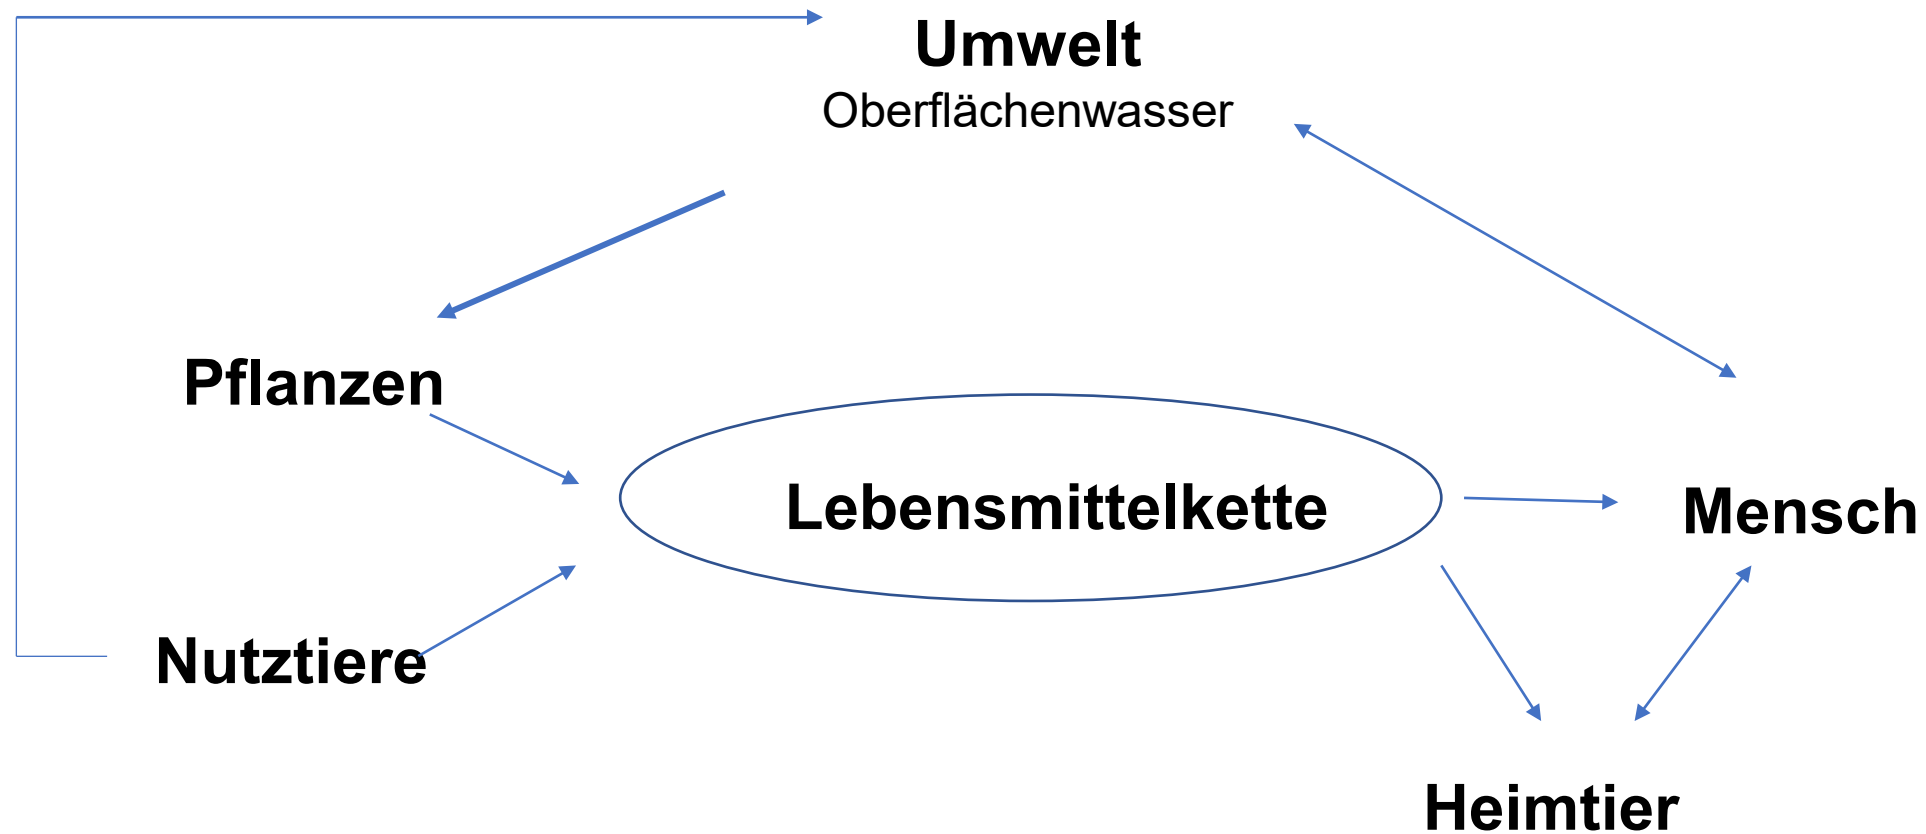 Umwelt
Oberflächenwasser
Pflanzen
Lebensmittelkette
Mensch
Nutztiere
Heimtier